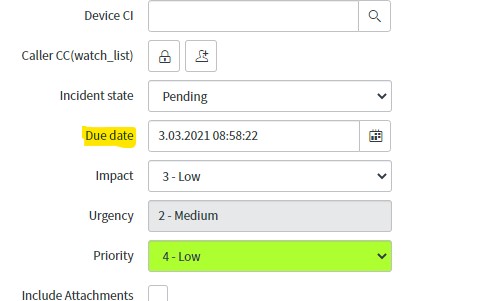 Device CI
Caller CC(watch_list)
Incident state Pending
Due date 3.03.2021 08:58:22
Impact 3 - Low
Urgency 2 - Medium
Priority 4 - Low
Include Attachments